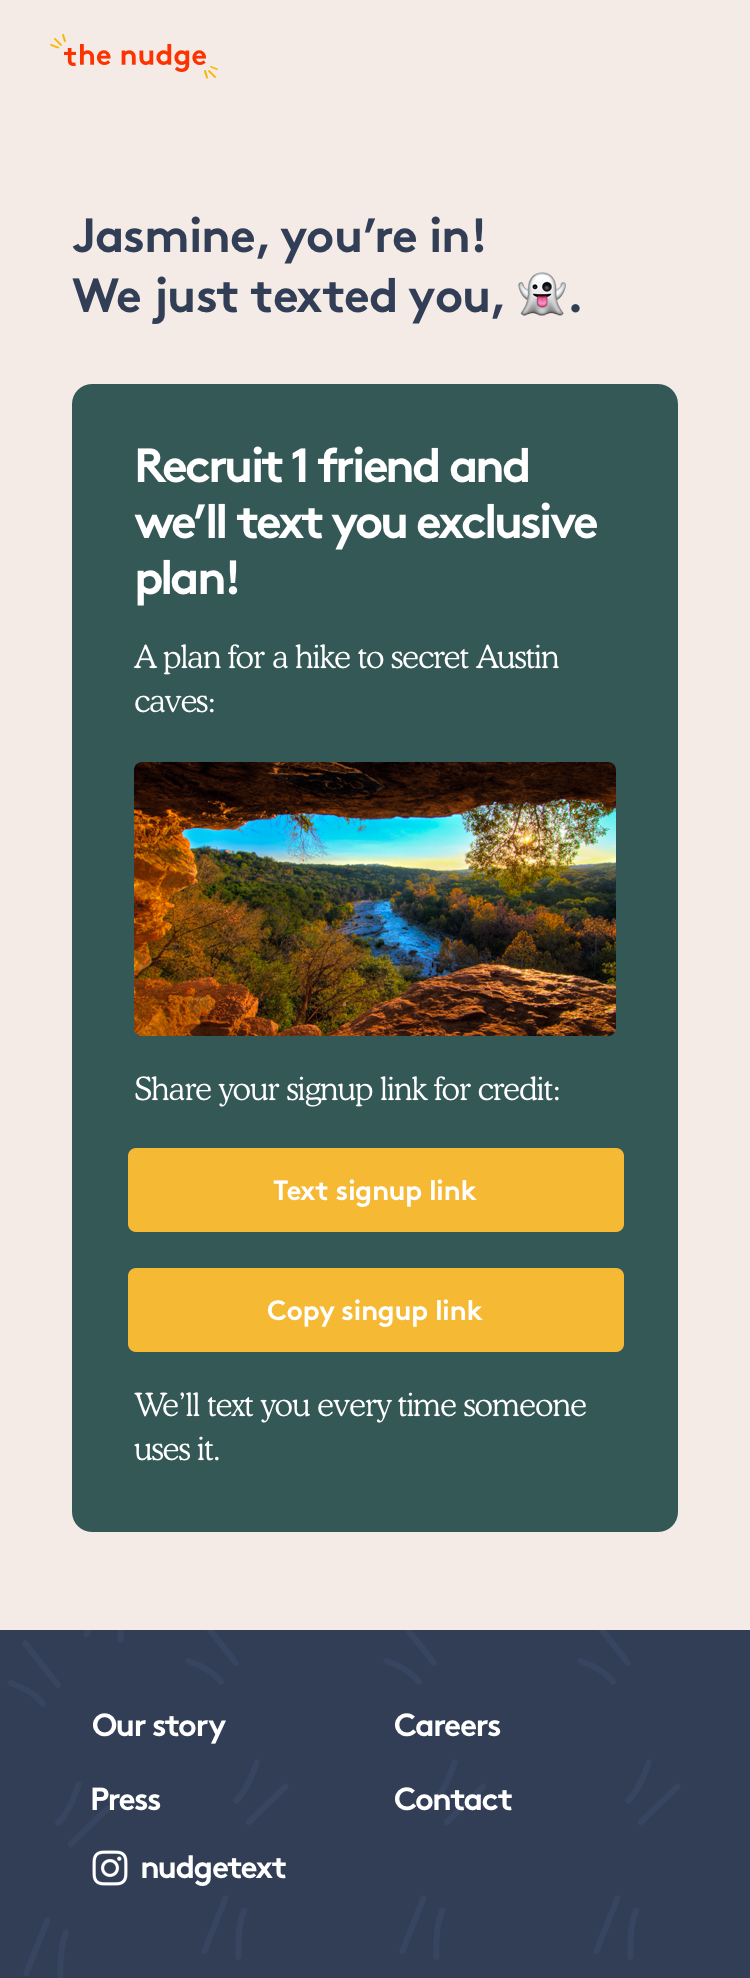 the nudge
Jasmine, you’re in!
We just texted you, 👻.
Recruit 1 friend and
we’ll text you exclusive
plan!
A plan for a hike to secret Austin
caves:
Share your signup link for credit:
Text signup link
Copy singup link
We’ll text you every time someone
uses it.
Our story
Careers
Press
Contact
nudgetext